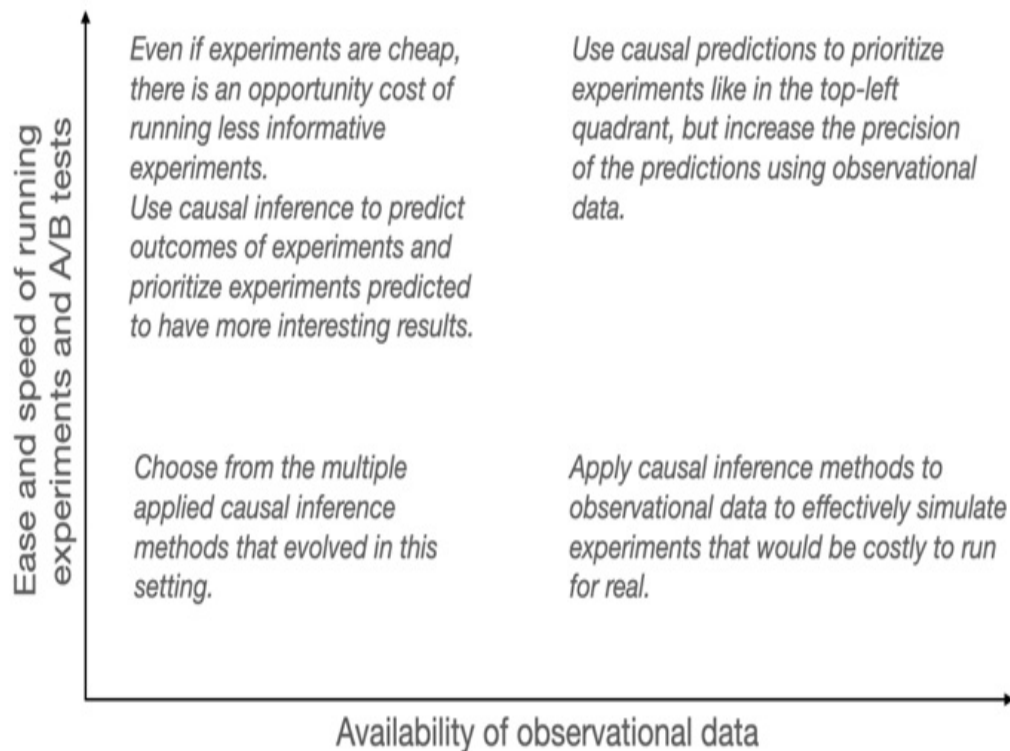 Ease and speed of running
experiments and A/B tests
Even if experiments are cheap,
there is an opportunity cost of
running less informative
experiments.
Use causal inference to predict
outcomes of experiments and
prioritize experiments predicted
to have more interesting results.
Use causal predictions to prioritize
experiments like in the top-left
quadrant, but increase the precision
of the predictions using observational
data.
Choose from the multiple
applied causal inference
methods that evolved in this
setting.
Apply causal inference methods to
observational data to effectively simulate
experiments that would be costly to run
for real.
Availability of observational data